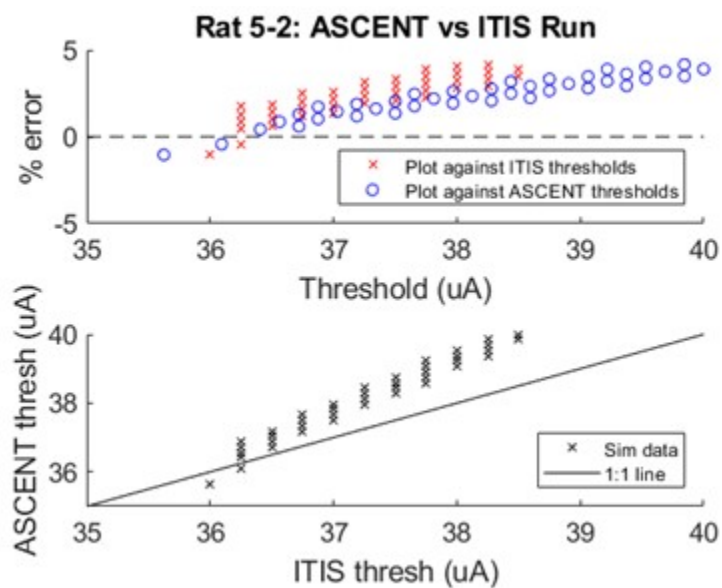 Rat 5-2: ASCENT vs ITIS Run
5
0
-5
% error
Plot against ITIS thresholds
Plot against ASCENT thresholds
35 36 37 38 39 40
Threshold (uA)
40
38
36
ASCENT thresh (uA)
Sim data
1:1 line
35 36 37 38 39 40
ITIS thresh (uA)